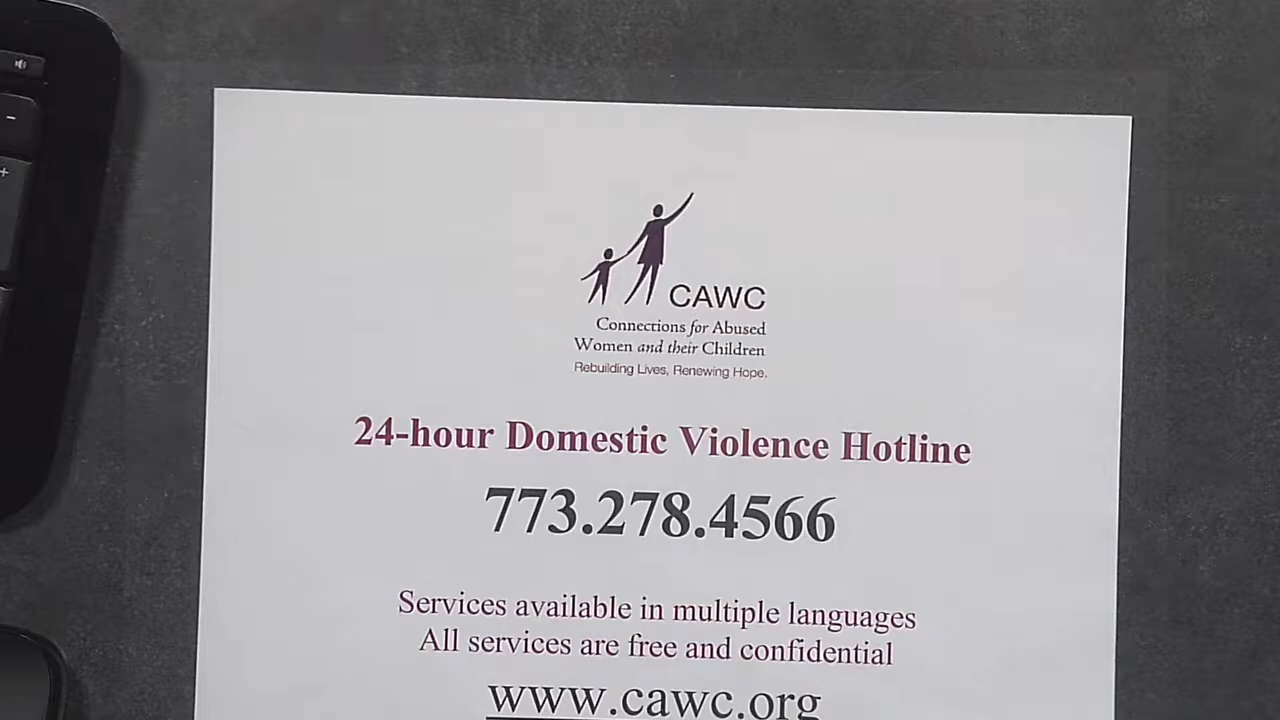 CAWC
Connections for Abused
Women and their Children
Rebuilding Lives, Renewing Hope.
24-hour Domestic Violence Hotline
773.278.4566
Services available in multiple languages
All services are free and confidential
www.cawc.org
-
+